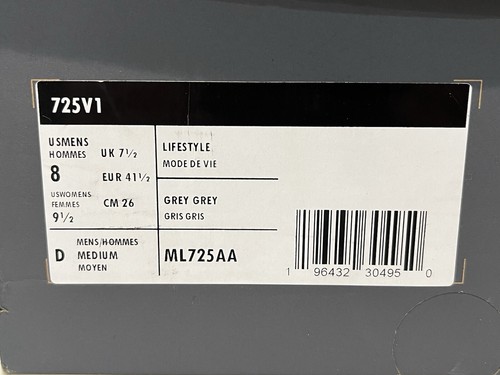 725V1
USMENS
HOMMES
8
UK 7½
EUR 41½
USWOMENS
FEMMES
9½
CM 26
LIFESTYLE
MODE DE VIE
GREY GREY
GRIS GRIS
D
MENS/HOMMES
MEDIUM
MOYEN
ML725AA
1 96432 30495 0